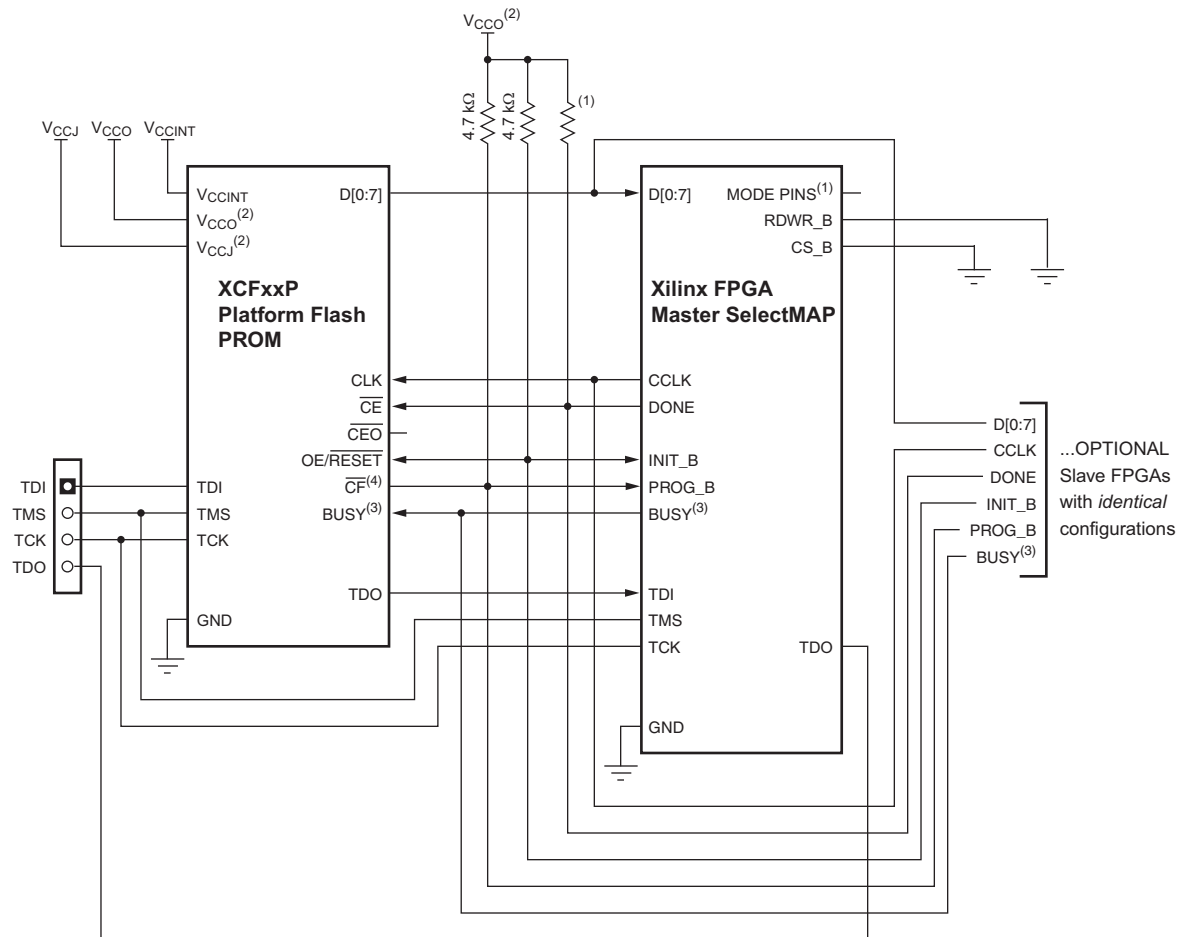 VCCO(2)
4.7 kΩ
4.7 kΩ
(1)
VCCJ
VCCO
VCCINT
VCCINT
VCCO(2)
VCCJ(2)
D[0:7]
XCFxxP
Platform Flash
PROM
CLK
CE
CEO
OE/RESET
CF(4)
BUSY(3)
TDI
TMS
TCK
TDO
GND
D[0:7]
MODE PINS(1)
RDWR_B
CS_B
Xilinx FPGA
Master SelectMAP
CCLK
DONE
INIT_B
PROG_B
BUSY(3)
TDI
TMS
TCK
TDO
GND
TDI
TMS
TCK
TDO
D[0:7]
CCLK
DONE
INIT_B
PROG_B
BUSY(3)
...OPTIONAL
Slave FPGAs
with identical
configurations